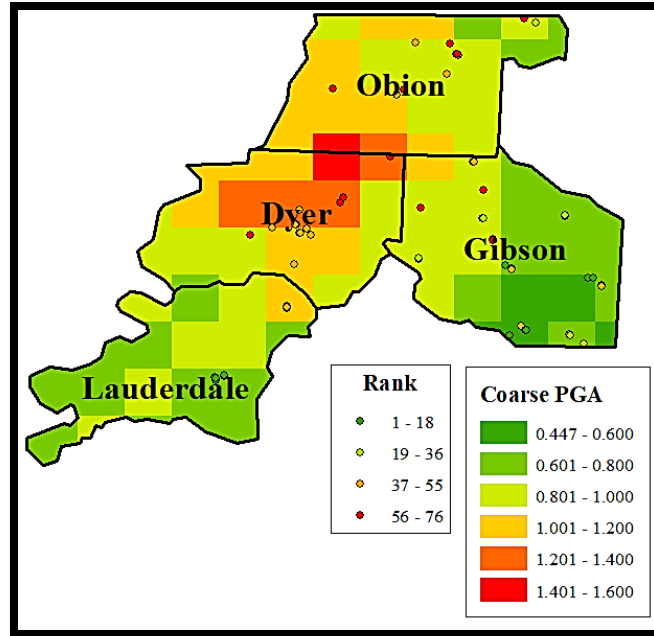 Obion
Dyer
Gibson
Lauderdale
Rank
1 - 18
19 - 36
37 - 55
56 - 76
Coarse PGA
0.447 - 0.600
0.601 - 0.800
0.801 - 1.000
1.001 - 1.200
1.201 - 1.400
1.401 - 1.600